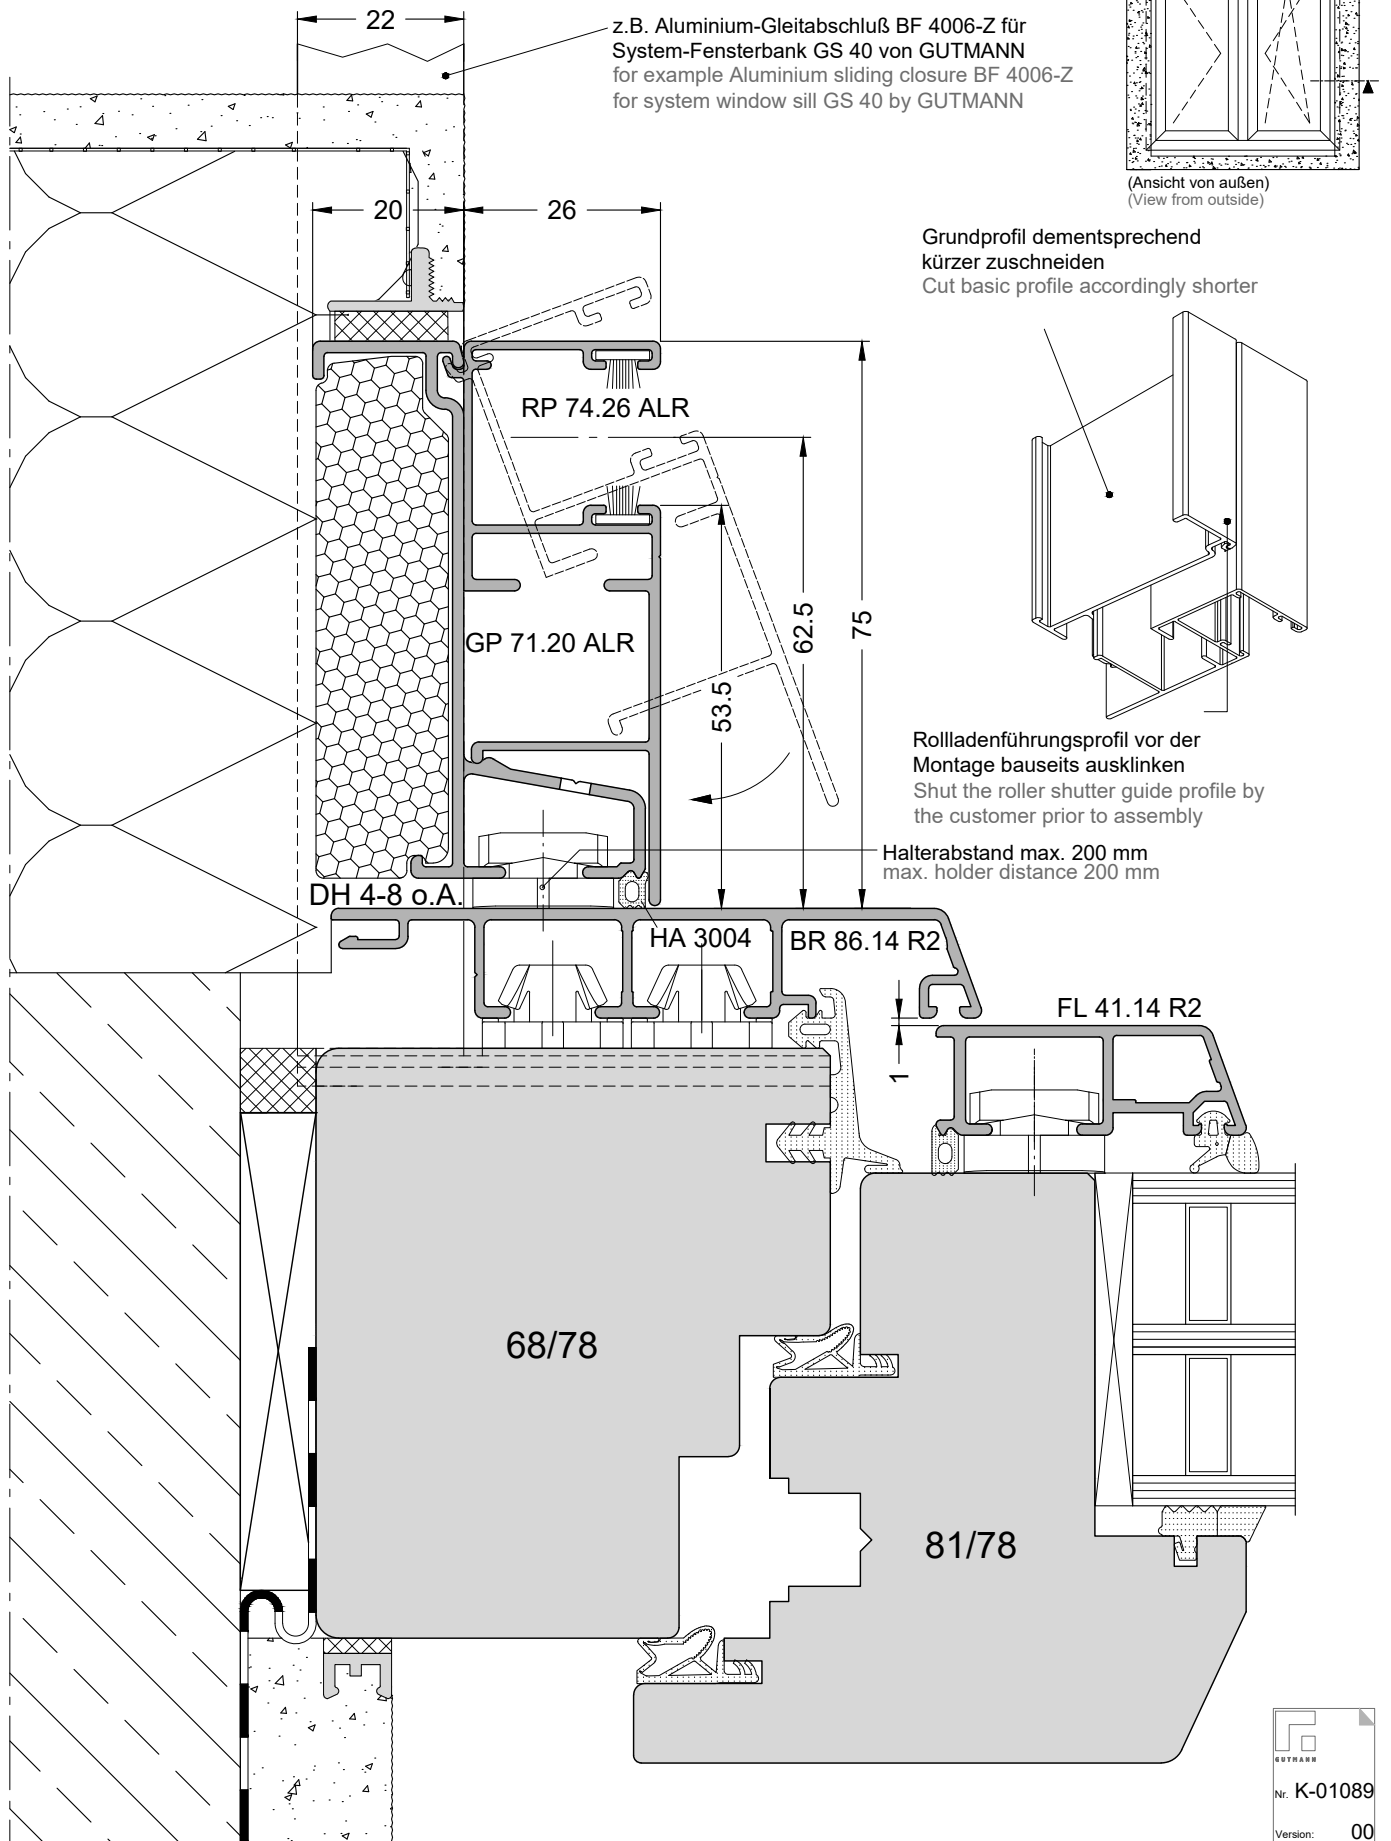 22
z.B. Aluminium-Gleitabschluß BF 4006-Z für
System-Fensterbank GS 40 von GUTMANN
for example Aluminium sliding closure BF 4006-Z
for system window sill GS 40 by GUTMANN
(Ansicht von außen)
(View from outside)
20
26
Grundprofil dementsprechend
kürzer zuschneiden
Cut basic profile accordingly shorter
RP 74.26 ALR
GP 71.20 ALR
53.5
62.5
75
Rollladenführungsprofil vor der
Montage bauseits ausklinken
Shut the roller shutter guide profile by
the customer prior to assembly
Halterabstand max. 200 mm
max. holder distance 200 mm
DH 4-8 o.A.
HA 3004
BR 86.14 R2
FL 41.14 R2
1
68/78
81/78
GUTMANN
Nr. K-01089
Version: 00